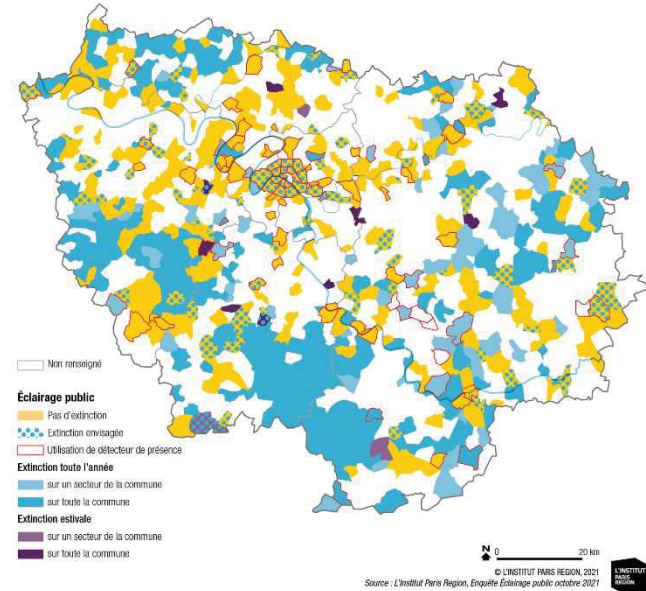 Non renseigné
Éclairage public
Pas d'extinction
Extinction envisagée
Utilisation de détecteur de présence
Extinction toute l'année
sur un secteur de la commune
sur toute la commune
Extinction estivale
sur un secteur de la commune
sur toute la commune
N
0 20 km
© L'INSTITUT PARIS REGION, 2021
Source : L'Institut Paris Region, Enquête Éclairage public octobre 2021
L'INSTITUT
PARIS
REGION